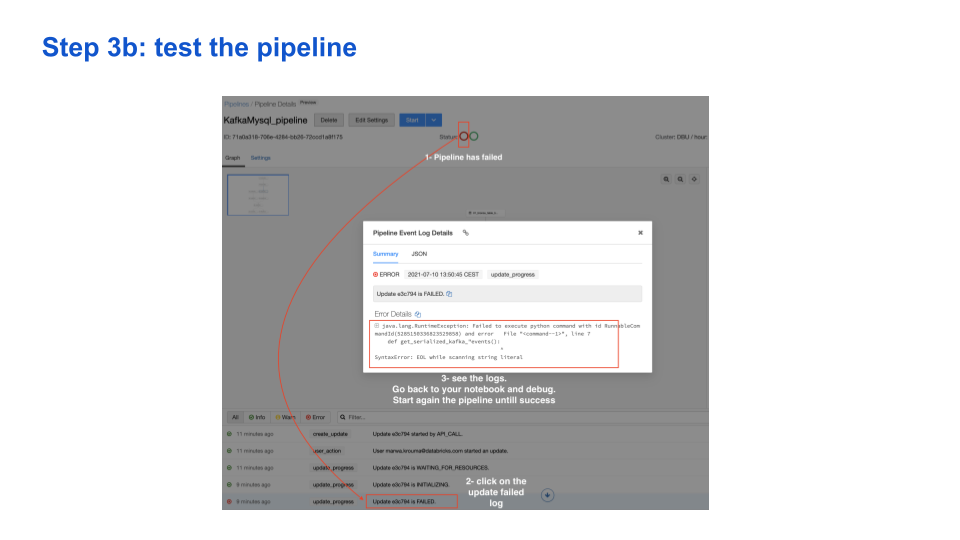 Step 3b: test the pipeline
Pipelines / Pipeline Details Preview
KafkaMysql_pipeline Delete Edit Settings Start
ID: 71a0a318-706e-4284-bb26-72ccd1a8f175 Status: Cluster: DBU / hour
1- Pipeline has failed
Graph Settings
Pipeline Event Log Details
Summary JSON
ERROR 2021-07-10 13:50:45 CEST update_progress
Update e3c794 is FAILED.
Error Details
java.lang.RuntimeException: Failed to execute python command with id RunnableCom
mandId(5285150336823529858) and error File "<command--1>", line 7
def get_serialized_kafka_"events():
^
SyntaxError: EOL while scanning string literal
3- see the logs.
Go back to your notebook and debug.
Start again the pipeline untill success
All Info Warn Error Filter...
11 minutes ago create_update Update e3c794 started by API_CALL.
11 minutes ago user_action User marwa.krouma@databricks.com started an update.
11 minutes ago update_progress Update e3c794 is WAITING_FOR_RESOURCES.
6 minutes ago update_progress Update e3c794 is INITIALIZING.
6 minutes ago update_progress Update e3c794 is FAILED.
2- click on the
update failed
log